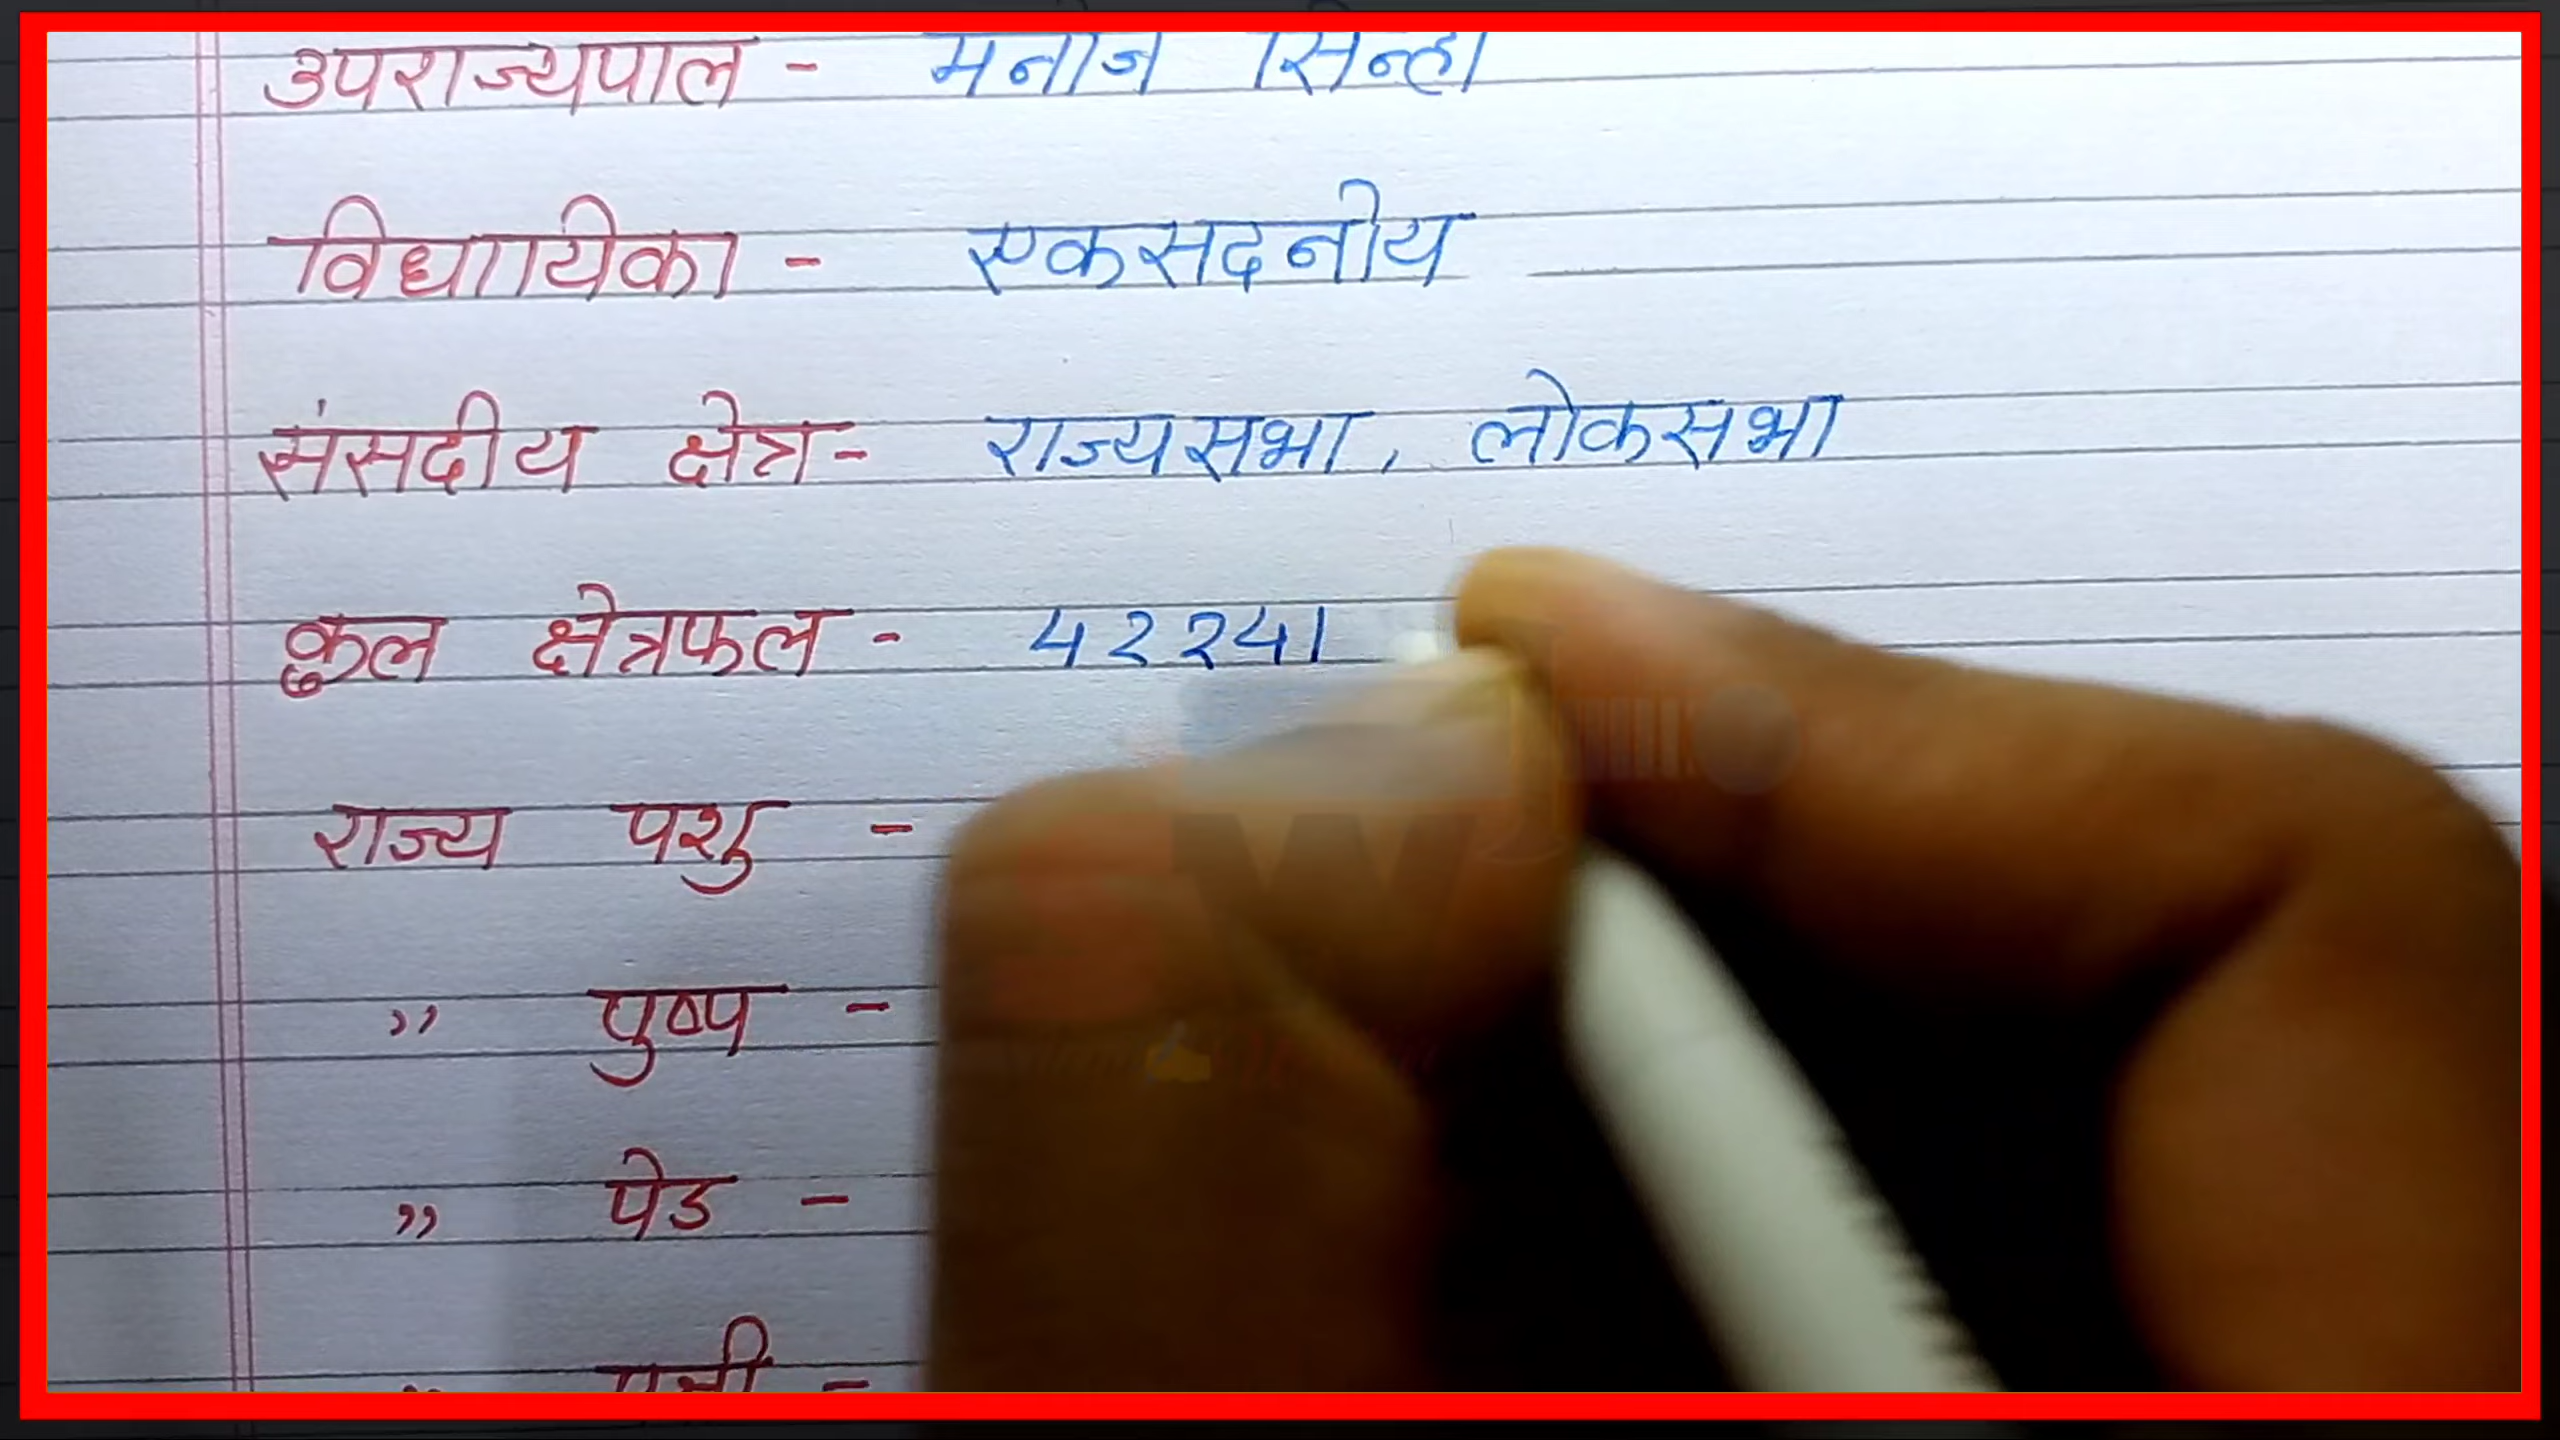 उपराज्यपाल - मनोज सिन्हा
विधायिका - एकसदनीय
संसदीय क्षेत्र - राज्यसभा, लोकसभा
कुल क्षेत्रफल - 42241
राज्य पशु -
,, पुष्प -
,, पेड -